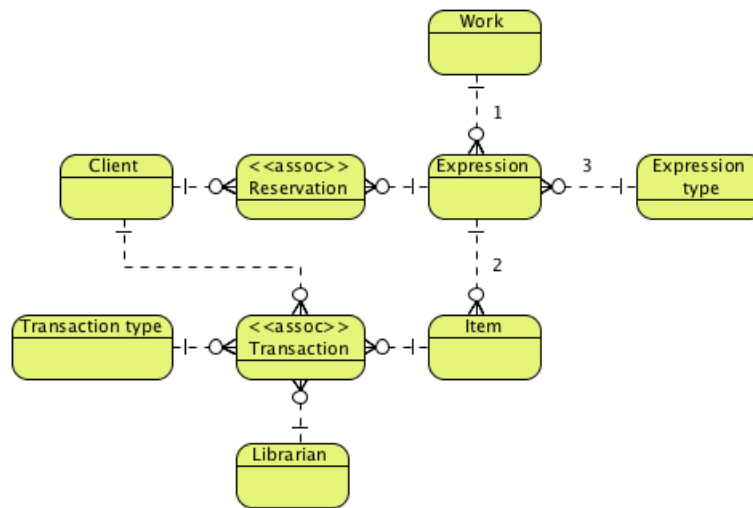 Work
1
Client
<<assoc>>
Reservation
Expression
3
Expression
type
2
Transaction type
<<assoc>>
Transaction
Item
Librarian